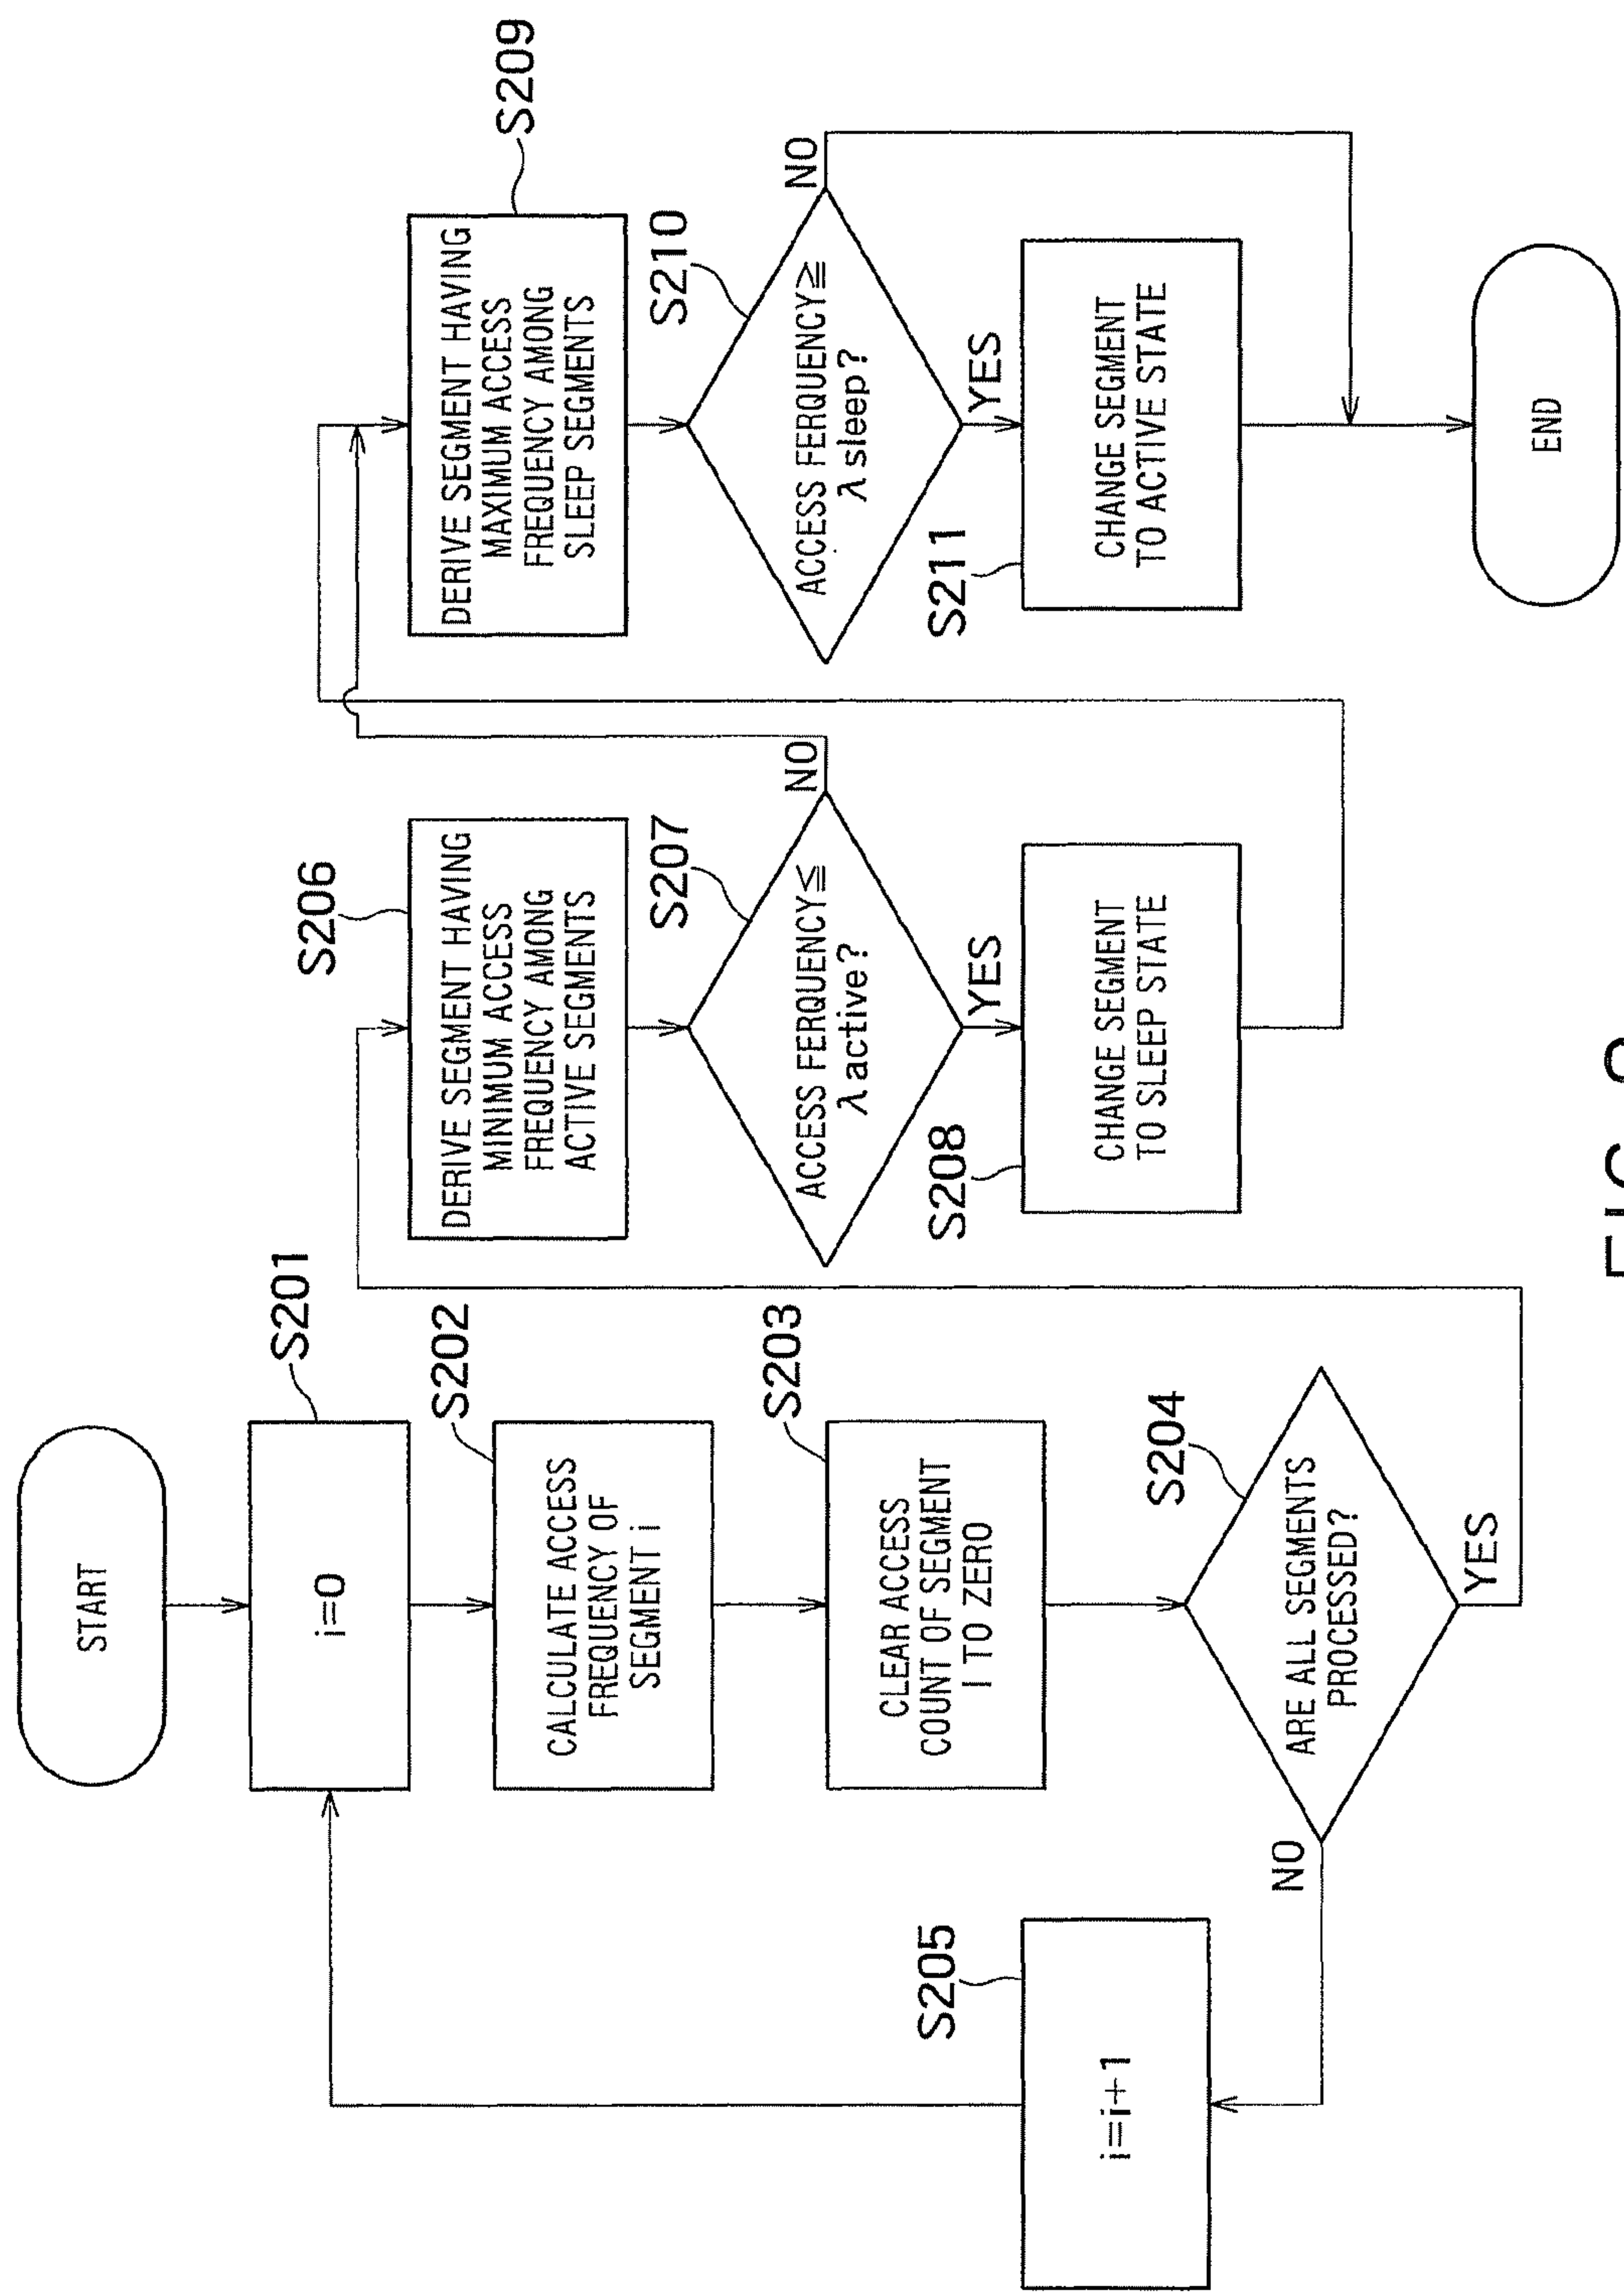 START
S201
i=0
S202
CALCULATE ACCESS
FREQUENCY OF
SEGMENT i
S203
CLEAR ACCESS
COUNT OF SEGMENT
I TO ZERO
S204
ARE ALL SEGMENTS
PROCESSED?
NO
YES
S205
i=i+1
S206
DERIVE SEGMENT HAVING
MINIMUM ACCESS
FREQUENCY AMONG
ACTIVE SEGMENTS
S207
ACCESS FERQUENCY≦
λ active?
NO
YES
S208
CHANGE SEGMENT
TO SLEEP STATE
S209
DERIVE SEGMENT HAVING
MAXIMUM ACCESS
FREQUENCY AMONG
SLEEP SEGMENTS
S210
ACCESS FERQUENCY≧
λ sleep?
NO
YES
S211
CHANGE SEGMENT
TO ACTIVE STATE
END